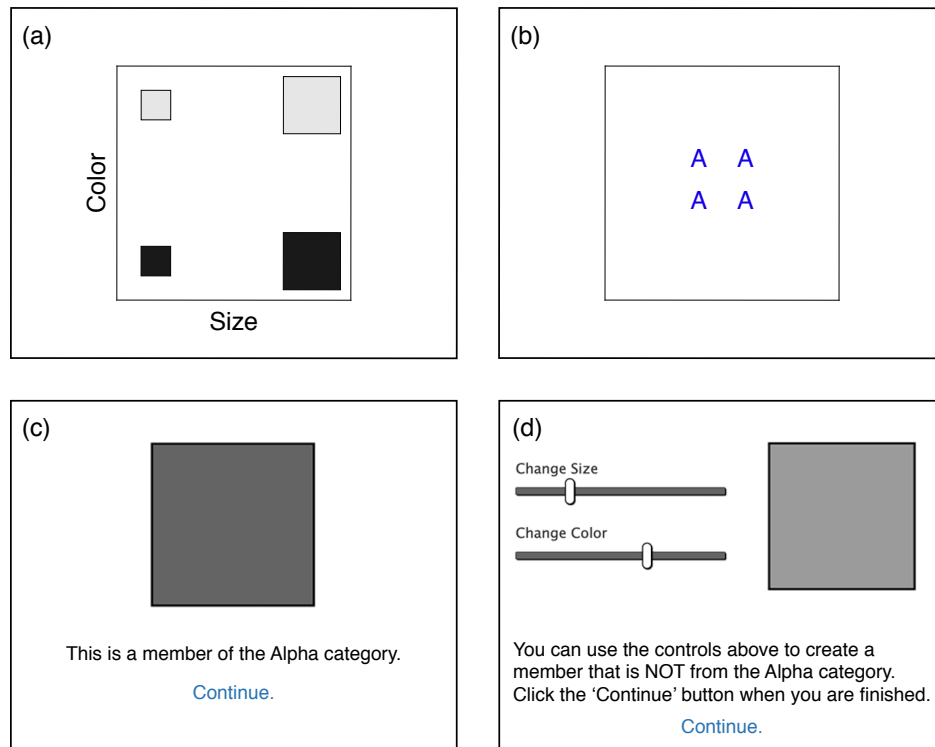 (a)
Color
Size
(b)
A A
A A
(c)
This is a member of the Alpha category.
Continue.
(d)
Change Size
Change Color
You can use the controls above to create a
member that is NOT from the Alpha category.
Click the ‘Continue’ button when you are finished.
Continue.